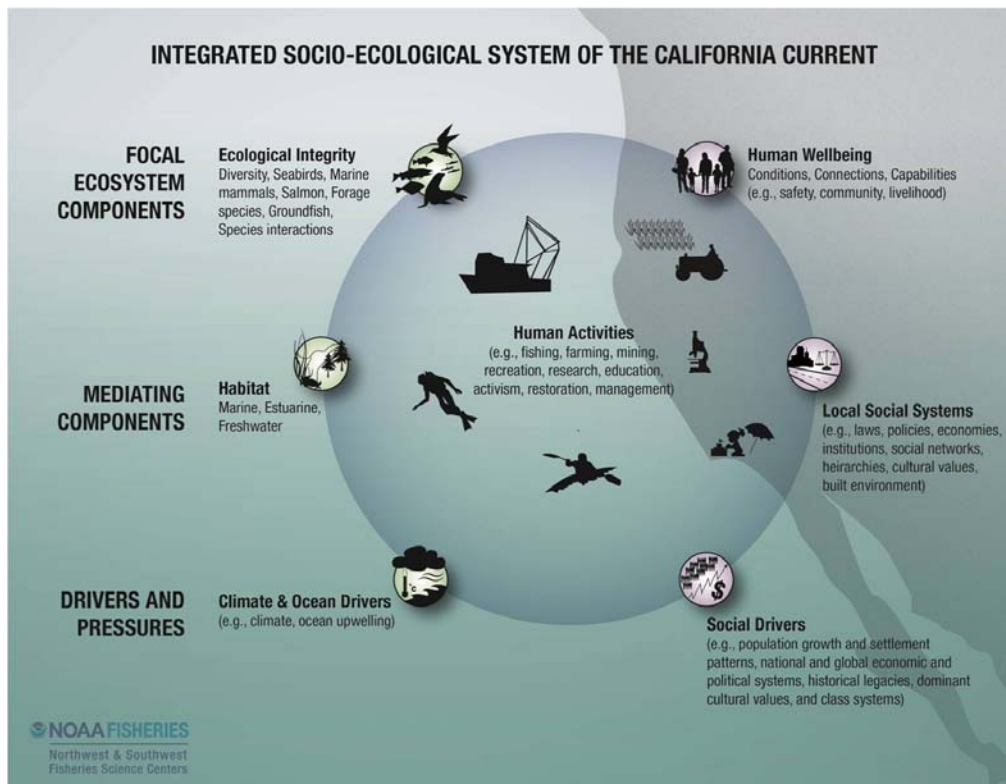 INTEGRATED SOCIO-ECOLOGICAL SYSTEM OF THE CALIFORNIA CURRENT
FOCAL
ECOSYSTEM
COMPONENTS
Ecological Integrity
Diversity, Seabirds, Marine
mammals, Salmon, Forage
species, Groundfish,
Species interactions
Human Wellbeing
Conditions, Connections, Capabilities
(e.g., safety, community, livelihood)
Human Activities
(e.g., fishing, farming, mining,
recreation, research, education,
activism, restoration, management)
MEDIATING
COMPONENTS
Habitat
Marine, Estuarine,
Freshwater
Local Social Systems
(e.g., laws, policies, economies,
institutions, social networks,
heirarchies, cultural values,
built environment)
DRIVERS AND
PRESSURES
Climate & Ocean Drivers
(e.g., climate, ocean upwelling)
°C
$
Social Drivers
(e.g., population growth and settlement
patterns, national and global economic and
political systems, historical legacies, dominant
cultural values, and class systems)
NOAA FISHERIES
Northwest & Southwest
Fisheries Science Centers